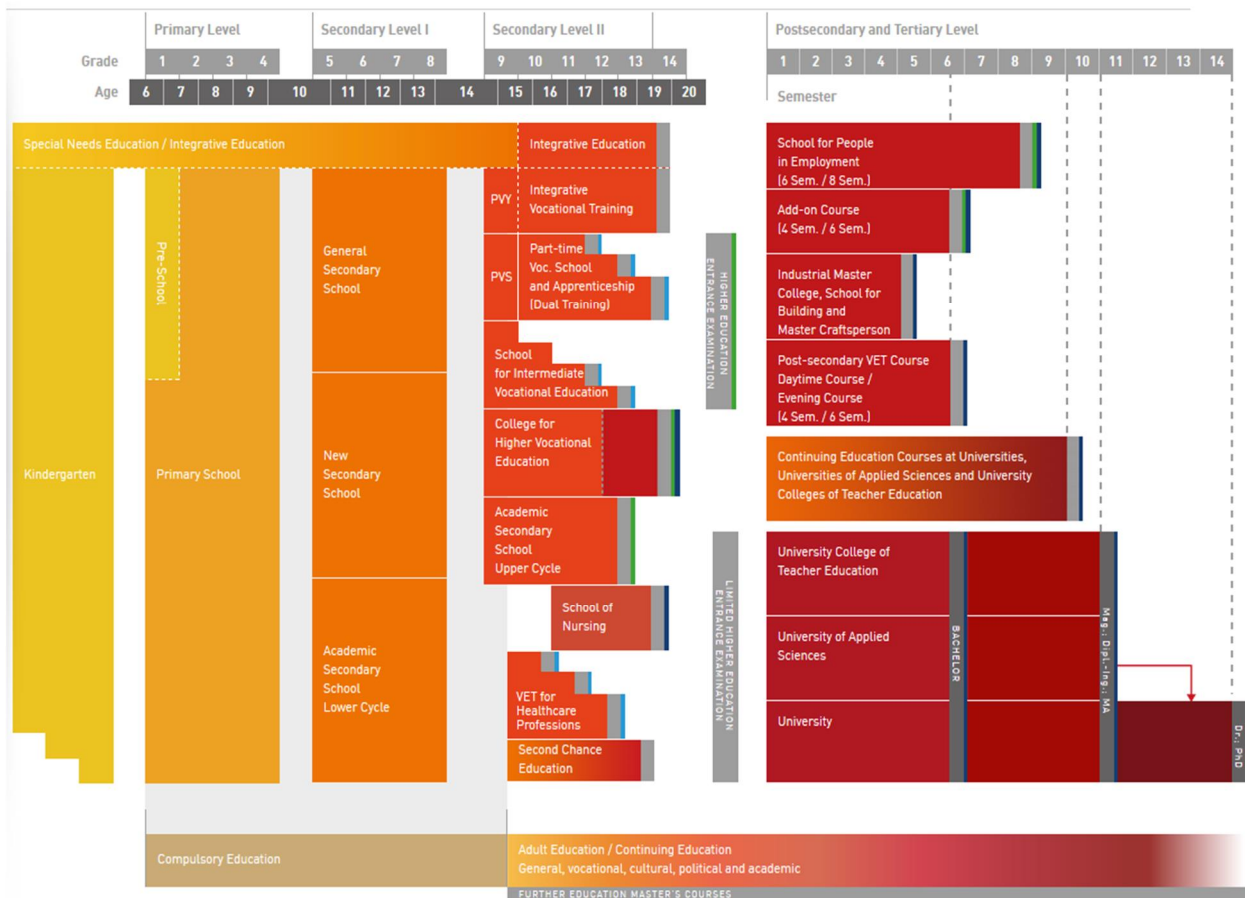 Primary Level
Secondary Level I
Secondary Level II
Postsecondary and Tertiary Level
Grade
1 2 3 4
5 6 7 8
9 10 11 12 13 14
1 2 3 4 5 6 7 8 9 10 11 12 13 14
Age
6 7 8 9 10 11 12 13 14 15 16 17 18 19 20
Semester
Special Needs Education / Integrative Education
Integrative Education
PVY
Integrative
Vocational Training
Pre-School
General
Secondary
School
PVS
Part-time
Voc. School
and Apprenticeship
(Dual Training)
School
for Intermediate
Vocational Education
Kindergarten
Primary School
New
Secondary
School
College for
Higher Vocational
Education
Academic
Secondary
School
Upper Cycle
School of
Nursing
Academic
Secondary
School
Lower Cycle
VET for
Healthcare
Professions
Second Chance
Education
HIGHER EDUCATION
ENTRANCE EXAMINATION
LIMITED HIGHER EDUCATION
ENTRANCE EXAMINATION
School for People
in Employment
(6 Sem. / 8 Sem.)
Add-on Course
(4 Sem. / 6 Sem.)
Industrial Master
College, School for
Building and
Master Craftsperson
Post-secondary VET Course
Daytime Course /
Evening Course
(4 Sem. / 6 Sem.)
Continuing Education Courses at Universities,
Universities of Applied Sciences and University
Colleges of Teacher Education
University College of
Teacher Education
University of Applied
Sciences
University
BACHELOR
Mag.; Dipl.-Ing.; MA
Dr.; PhD
Compulsory Education
Adult Education / Continuing Education
General, vocational, cultural, political and academic
FURTHER EDUCATION MASTER'S COURSES